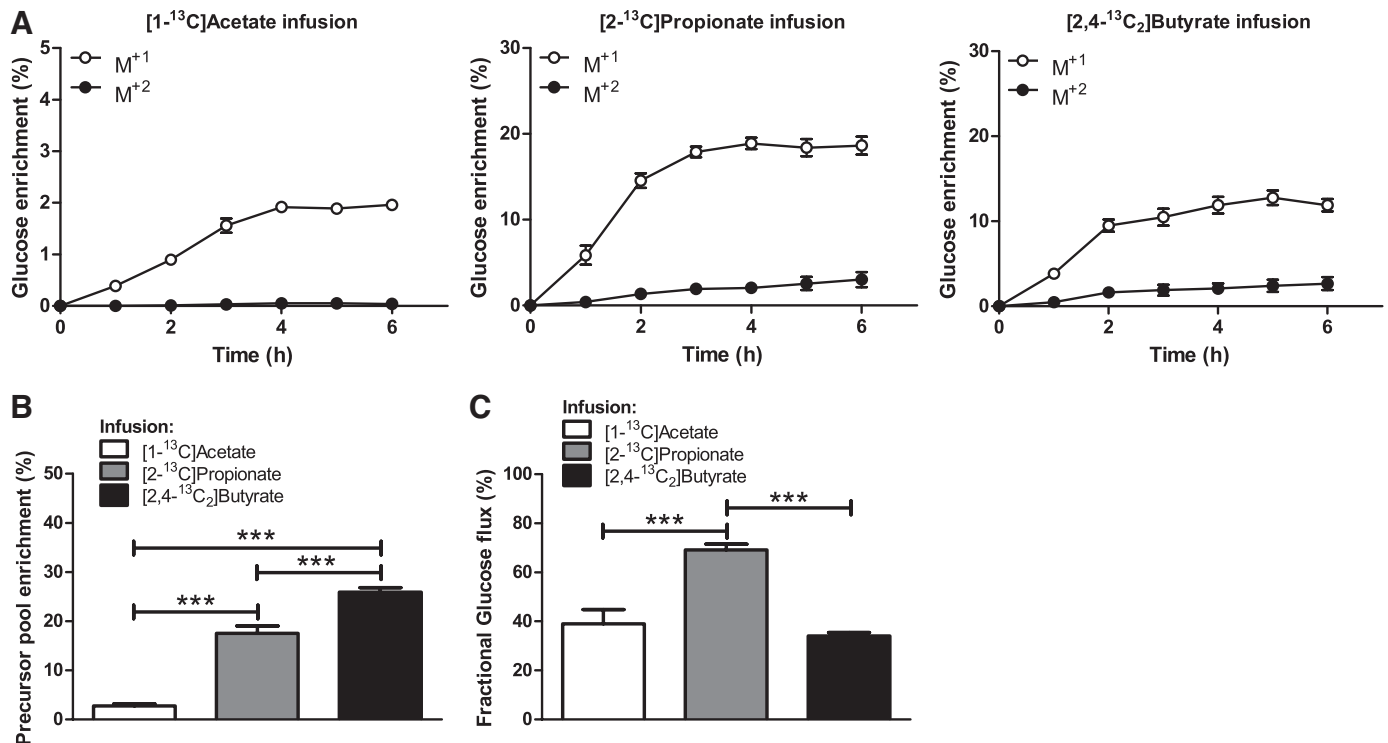 A
[1-¹³C]Acetate infusion
Glucose enrichment (%)
5
4
3
2
1
0
M⁺¹
M⁺²
0 2 4 6
Time (h)
[2-¹³C]Propionate infusion
Glucose enrichment (%)
30
20
10
0
M⁺¹
M⁺²
0 2 4 6
Time (h)
[2,4-¹³C₂]Butyrate infusion
Glucose enrichment (%)
30
20
10
0
M⁺¹
M⁺²
0 2 4 6
Time (h)
B
Infusion:
[1-¹³C]Acetate
[2-¹³C]Propionate
[2,4-¹³C₂]Butyrate
Precursor pool enrichment (%)
50
40
30
20
10
0
***
***
***
C
Infusion:
[1-¹³C]Acetate
[2-¹³C]Propionate
[2,4-¹³C₂]Butyrate
Fractional Glucose flux (%)
100
80
60
40
20
0
***
***